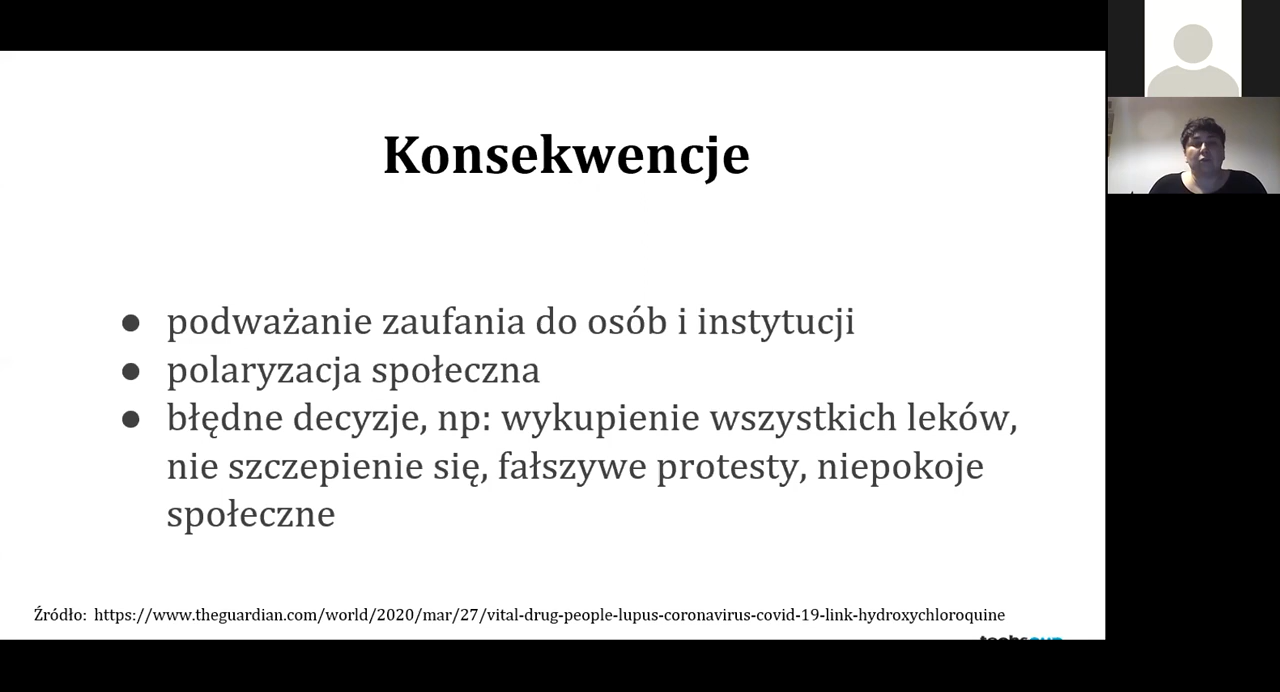 Konsekwencje
● podważanie zaufania do osób i instytucji
● polaryzacja społeczna
● błędne decyzje, np: wykupienie wszystkich leków,
nie szczepienie się, fałszywe protesty, niepokoje
społeczne
Źródło: https://www.theguardian.com/world/2020/mar/27/vital-drug-people-lupus-coronavirus-covid-19-link-hydroxychloroquine
techsoup